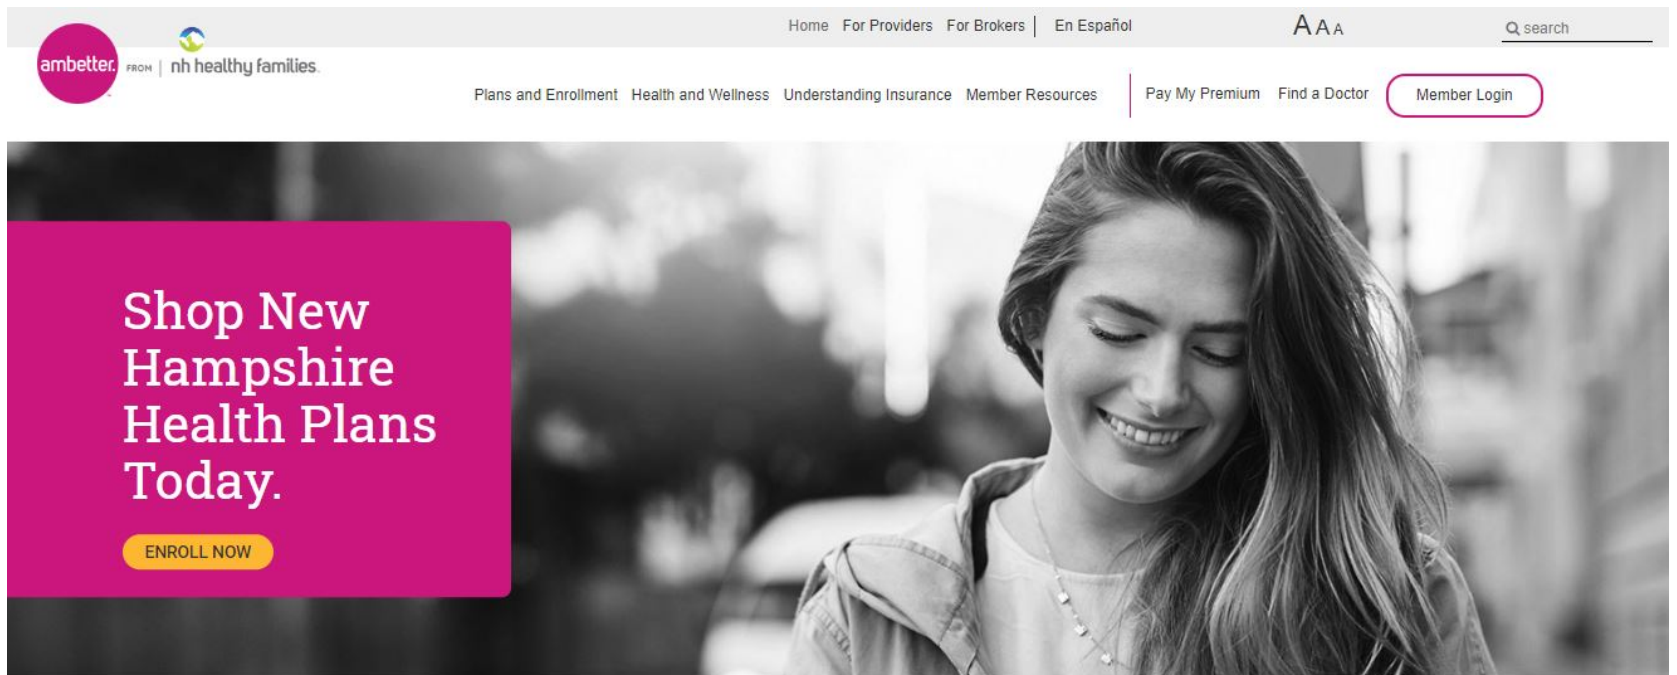 Home For Providers For Brokers | En Español
A A A
search
ambetter. FROM | nh healthy families.
Plans and Enrollment Health and Wellness Understanding Insurance Member Resources
Pay My Premium Find a Doctor Member Login
Shop New
Hampshire
Health Plans
Today.
ENROLL NOW